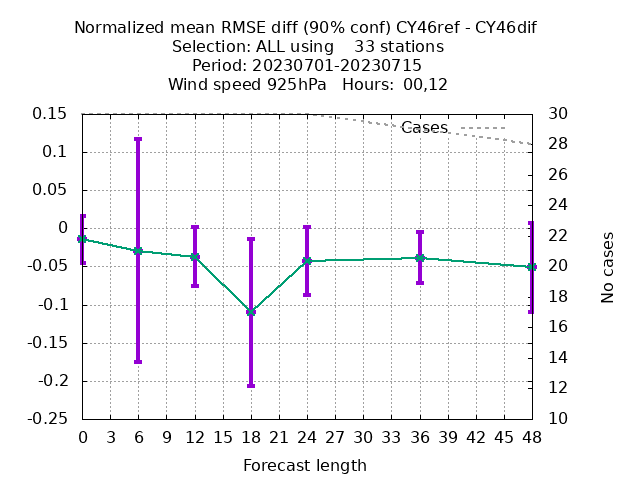 Normalized mean RMSE diff (90% conf) CY46ref - CY46dif
Selection: ALL using    33 stations
Period: 20230701-20230715
Wind speed 925hPa   Hours:  00,12
0.15
0.1
0.05
0
-0.05
-0.1
-0.15
-0.2
-0.25
Cases
30
28
26
24
22
20
18
16
14
12
10
No cases
0 3 6 9 12 15 18 21 24 27 30 33 36 39 42 45 48
Forecast length